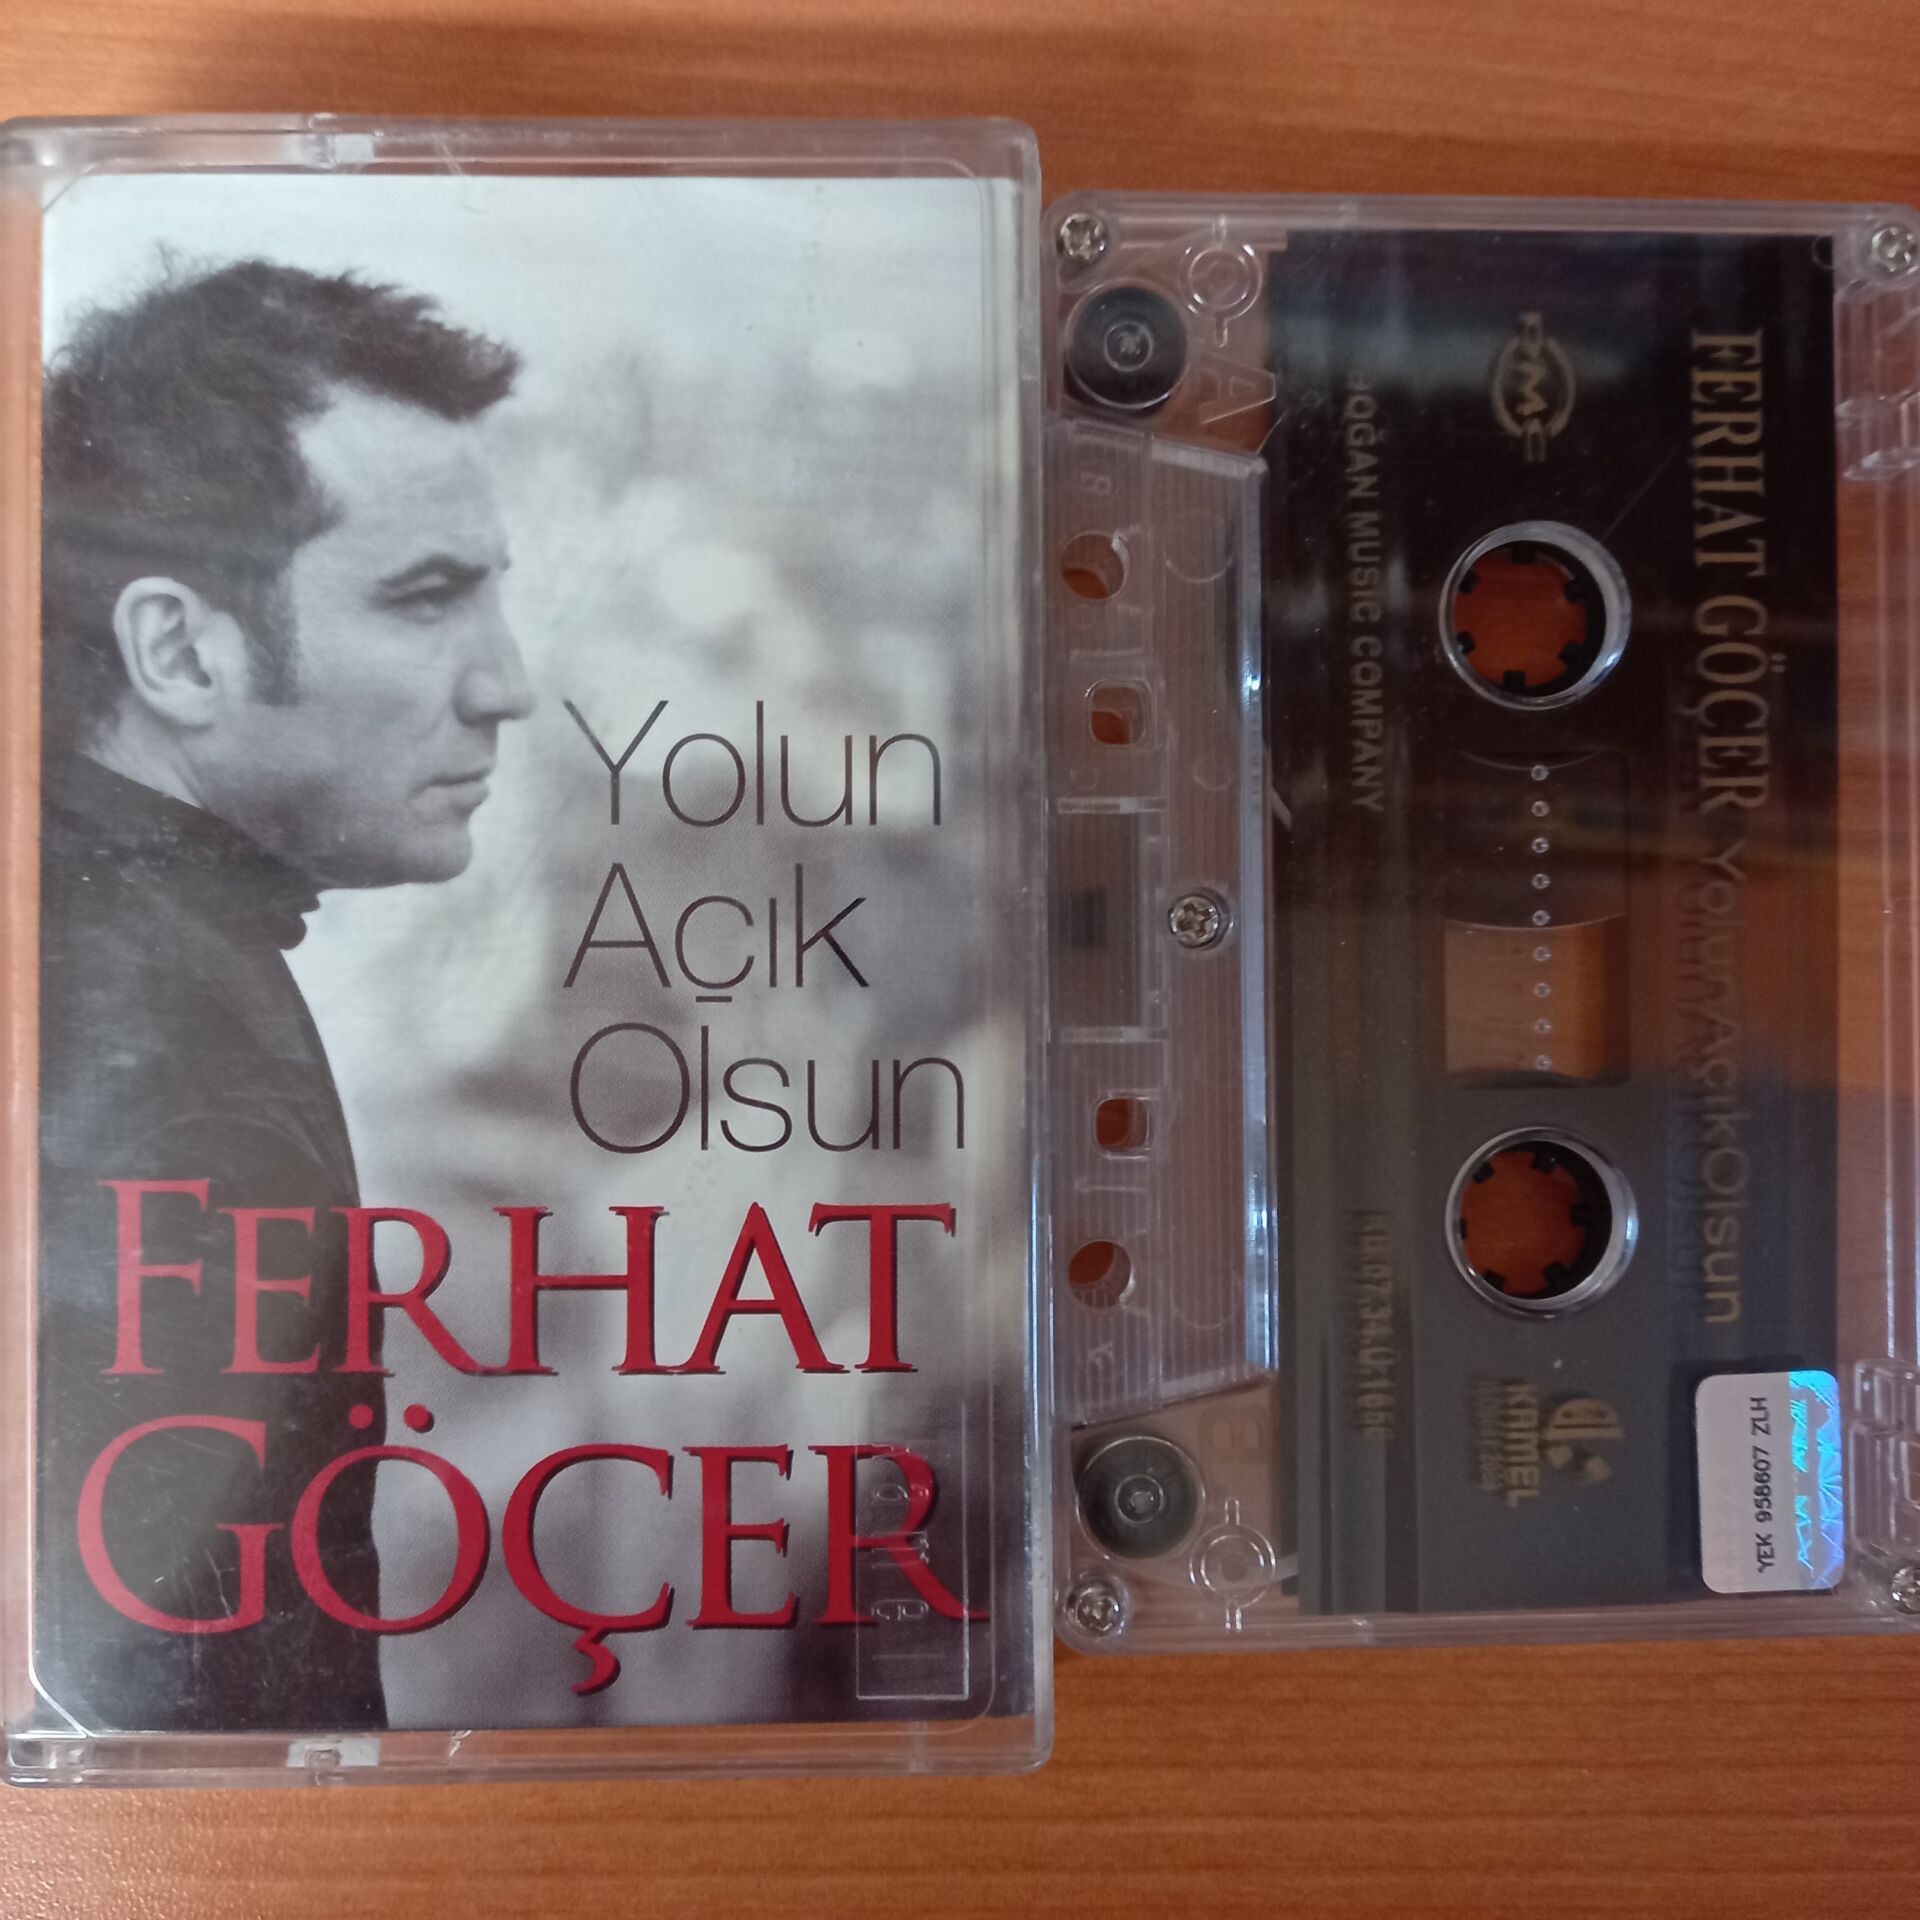 Yolun
Açık
Olsun
FERHAT
GÖÇER
FERHAT GÖÇER YolunAçıkOlsun
DMC
DOĞAN MUSIC COMPANY
KAMEL
YEK 958607 ZLH
A
B